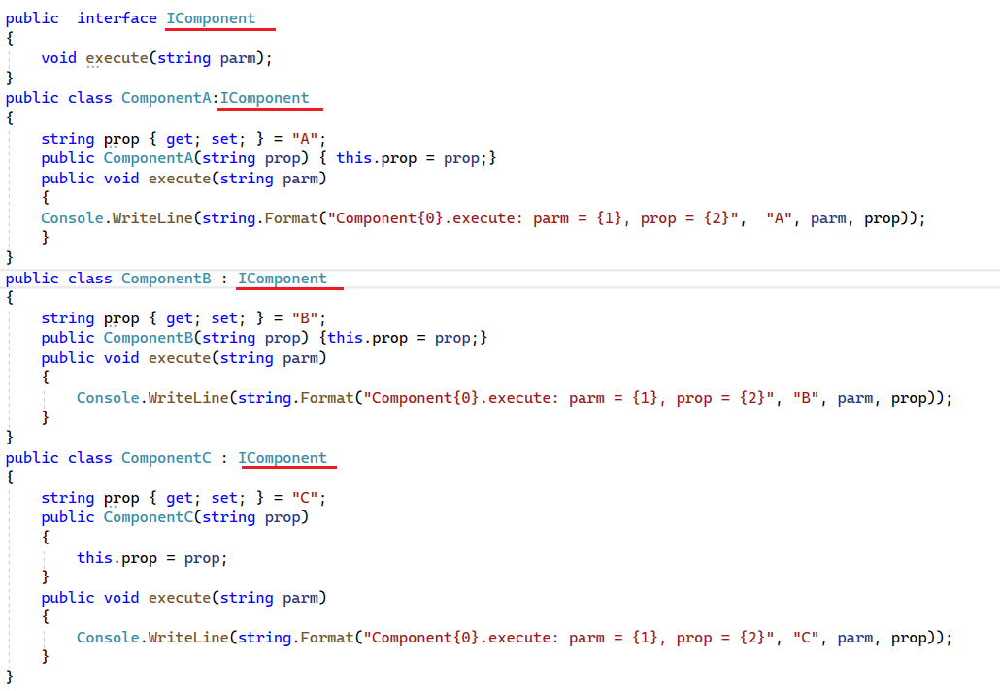 public  interface IComponent
{
    void execute(string parm);
}
public class ComponentA:IComponent
{
    string prop { get; set; } = "A";
    public ComponentA(string prop) { this.prop = prop;}
    public void execute(string parm)
    {
    Console.WriteLine(string.Format("Component{0}.execute: parm = {1}, prop = {2}",  "A", parm, prop));
    }
}
public class ComponentB : IComponent
{
    string prop { get; set; } = "B";
    public ComponentB(string prop) {this.prop = prop;}
    public void execute(string parm)
    {
        Console.WriteLine(string.Format("Component{0}.execute: parm = {1}, prop = {2}", "B", parm, prop));
    }
}
public class ComponentC : IComponent
{
    string prop { get; set; } = "C";
    public ComponentC(string prop)
    {
        this.prop = prop;
    }
    public void execute(string parm)
    {
        Console.WriteLine(string.Format("Component{0}.execute: parm = {1}, prop = {2}", "C", parm, prop));
    }
}